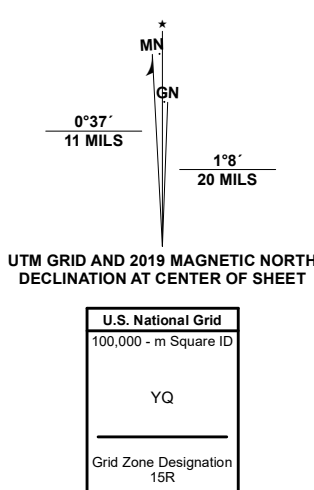 MN
GN
0°37´
11 MILS
1°8´
20 MILS
UTM GRID AND 2019 MAGNETIC NORTH
DECLINATION AT CENTER OF SHEET
U.S. National Grid
100,000 - m Square ID
YQ
Grid Zone Designation
15R